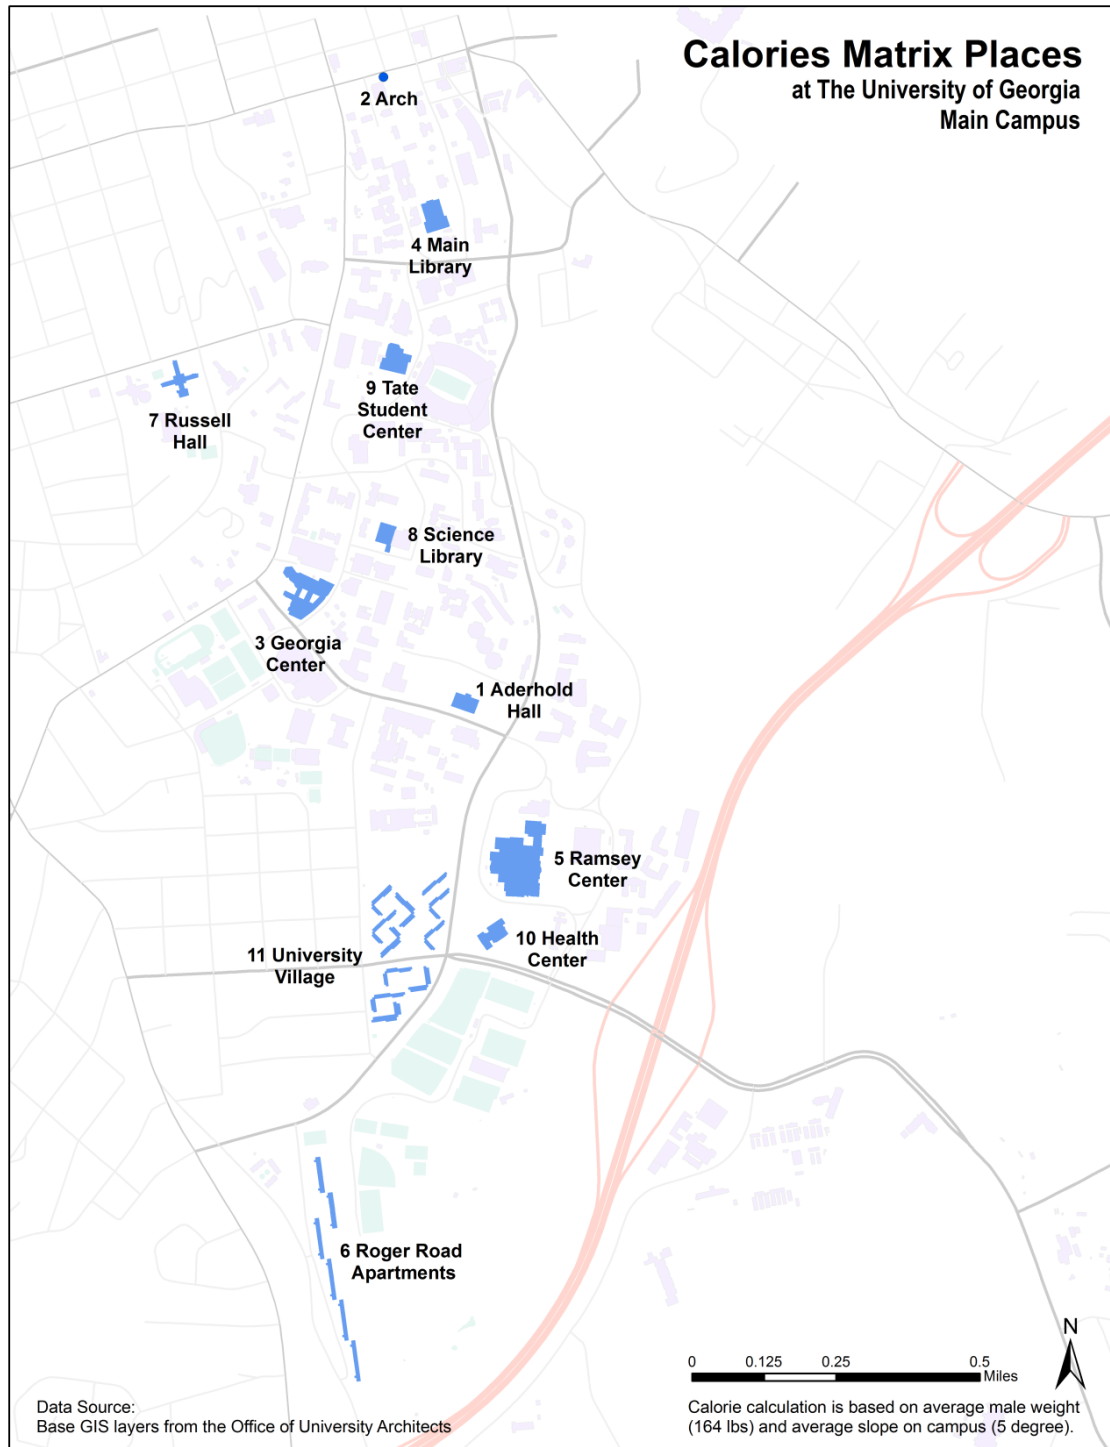 Calories Matrix Places
at The University of Georgia
Main Campus
2 Arch
4 Main
Library
9 Tate
Student
Center
7 Russell
Hall
8 Science
Library
3 Georgia
Center
1 Aderhold
Hall
5 Ramsey
Center
10 Health
Center
11 University
Village
6 Roger Road
Apartments
N
0 0.125 0.25 0.5
Miles
Data Source:
Base GIS layers from the Office of University Architects
Calorie calculation is based on average male weight
(164 lbs) and average slope on campus (5 degree).